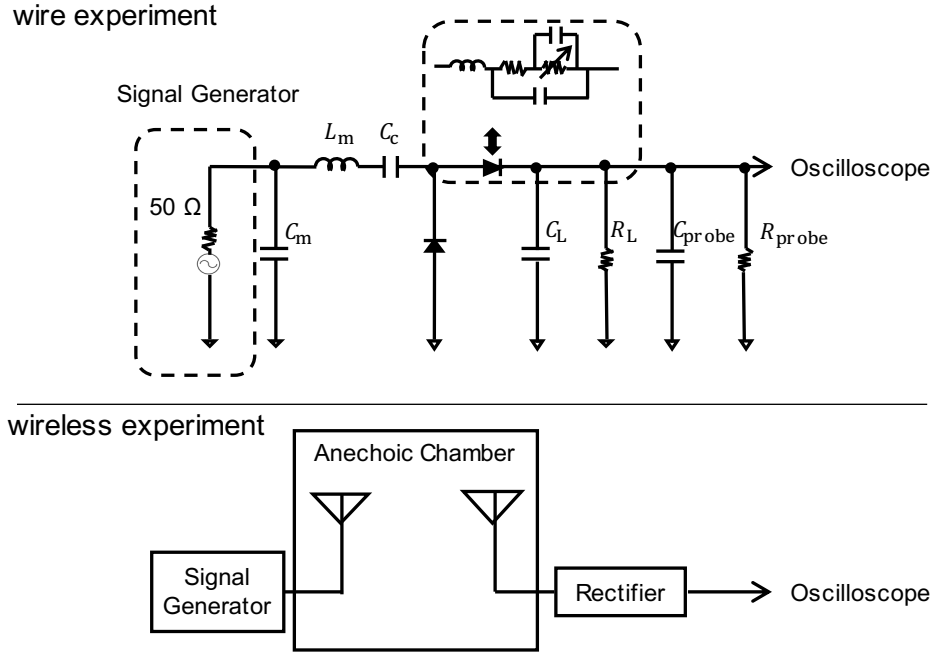 wire experiment
Signal Generator
50 Ω
C_m
L_m
C_c
C_L
R_L
C_probe
R_probe
Oscilloscope
wireless experiment
Anechoic Chamber
Signal
Generator
Rectifier
Oscilloscope